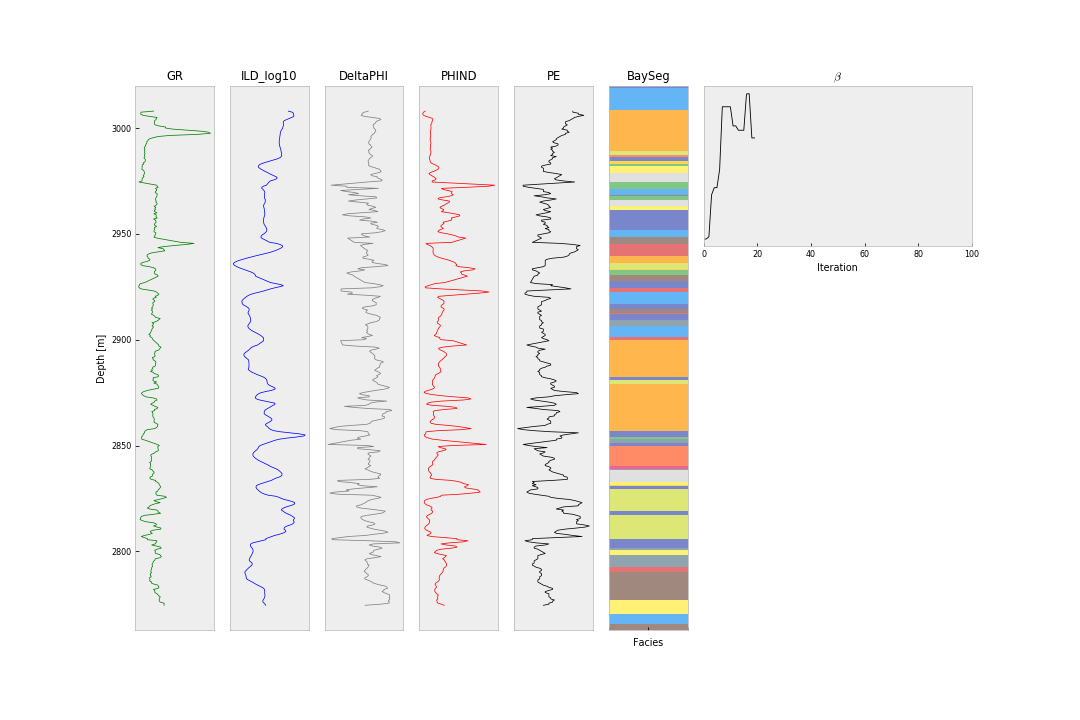 GR ILD_log10 DeltaPHI PHIND PE BaySeg β
3000
2950
2900
2850
2800
Depth [m]
0 20 40 60 80 100
Iteration
Facies